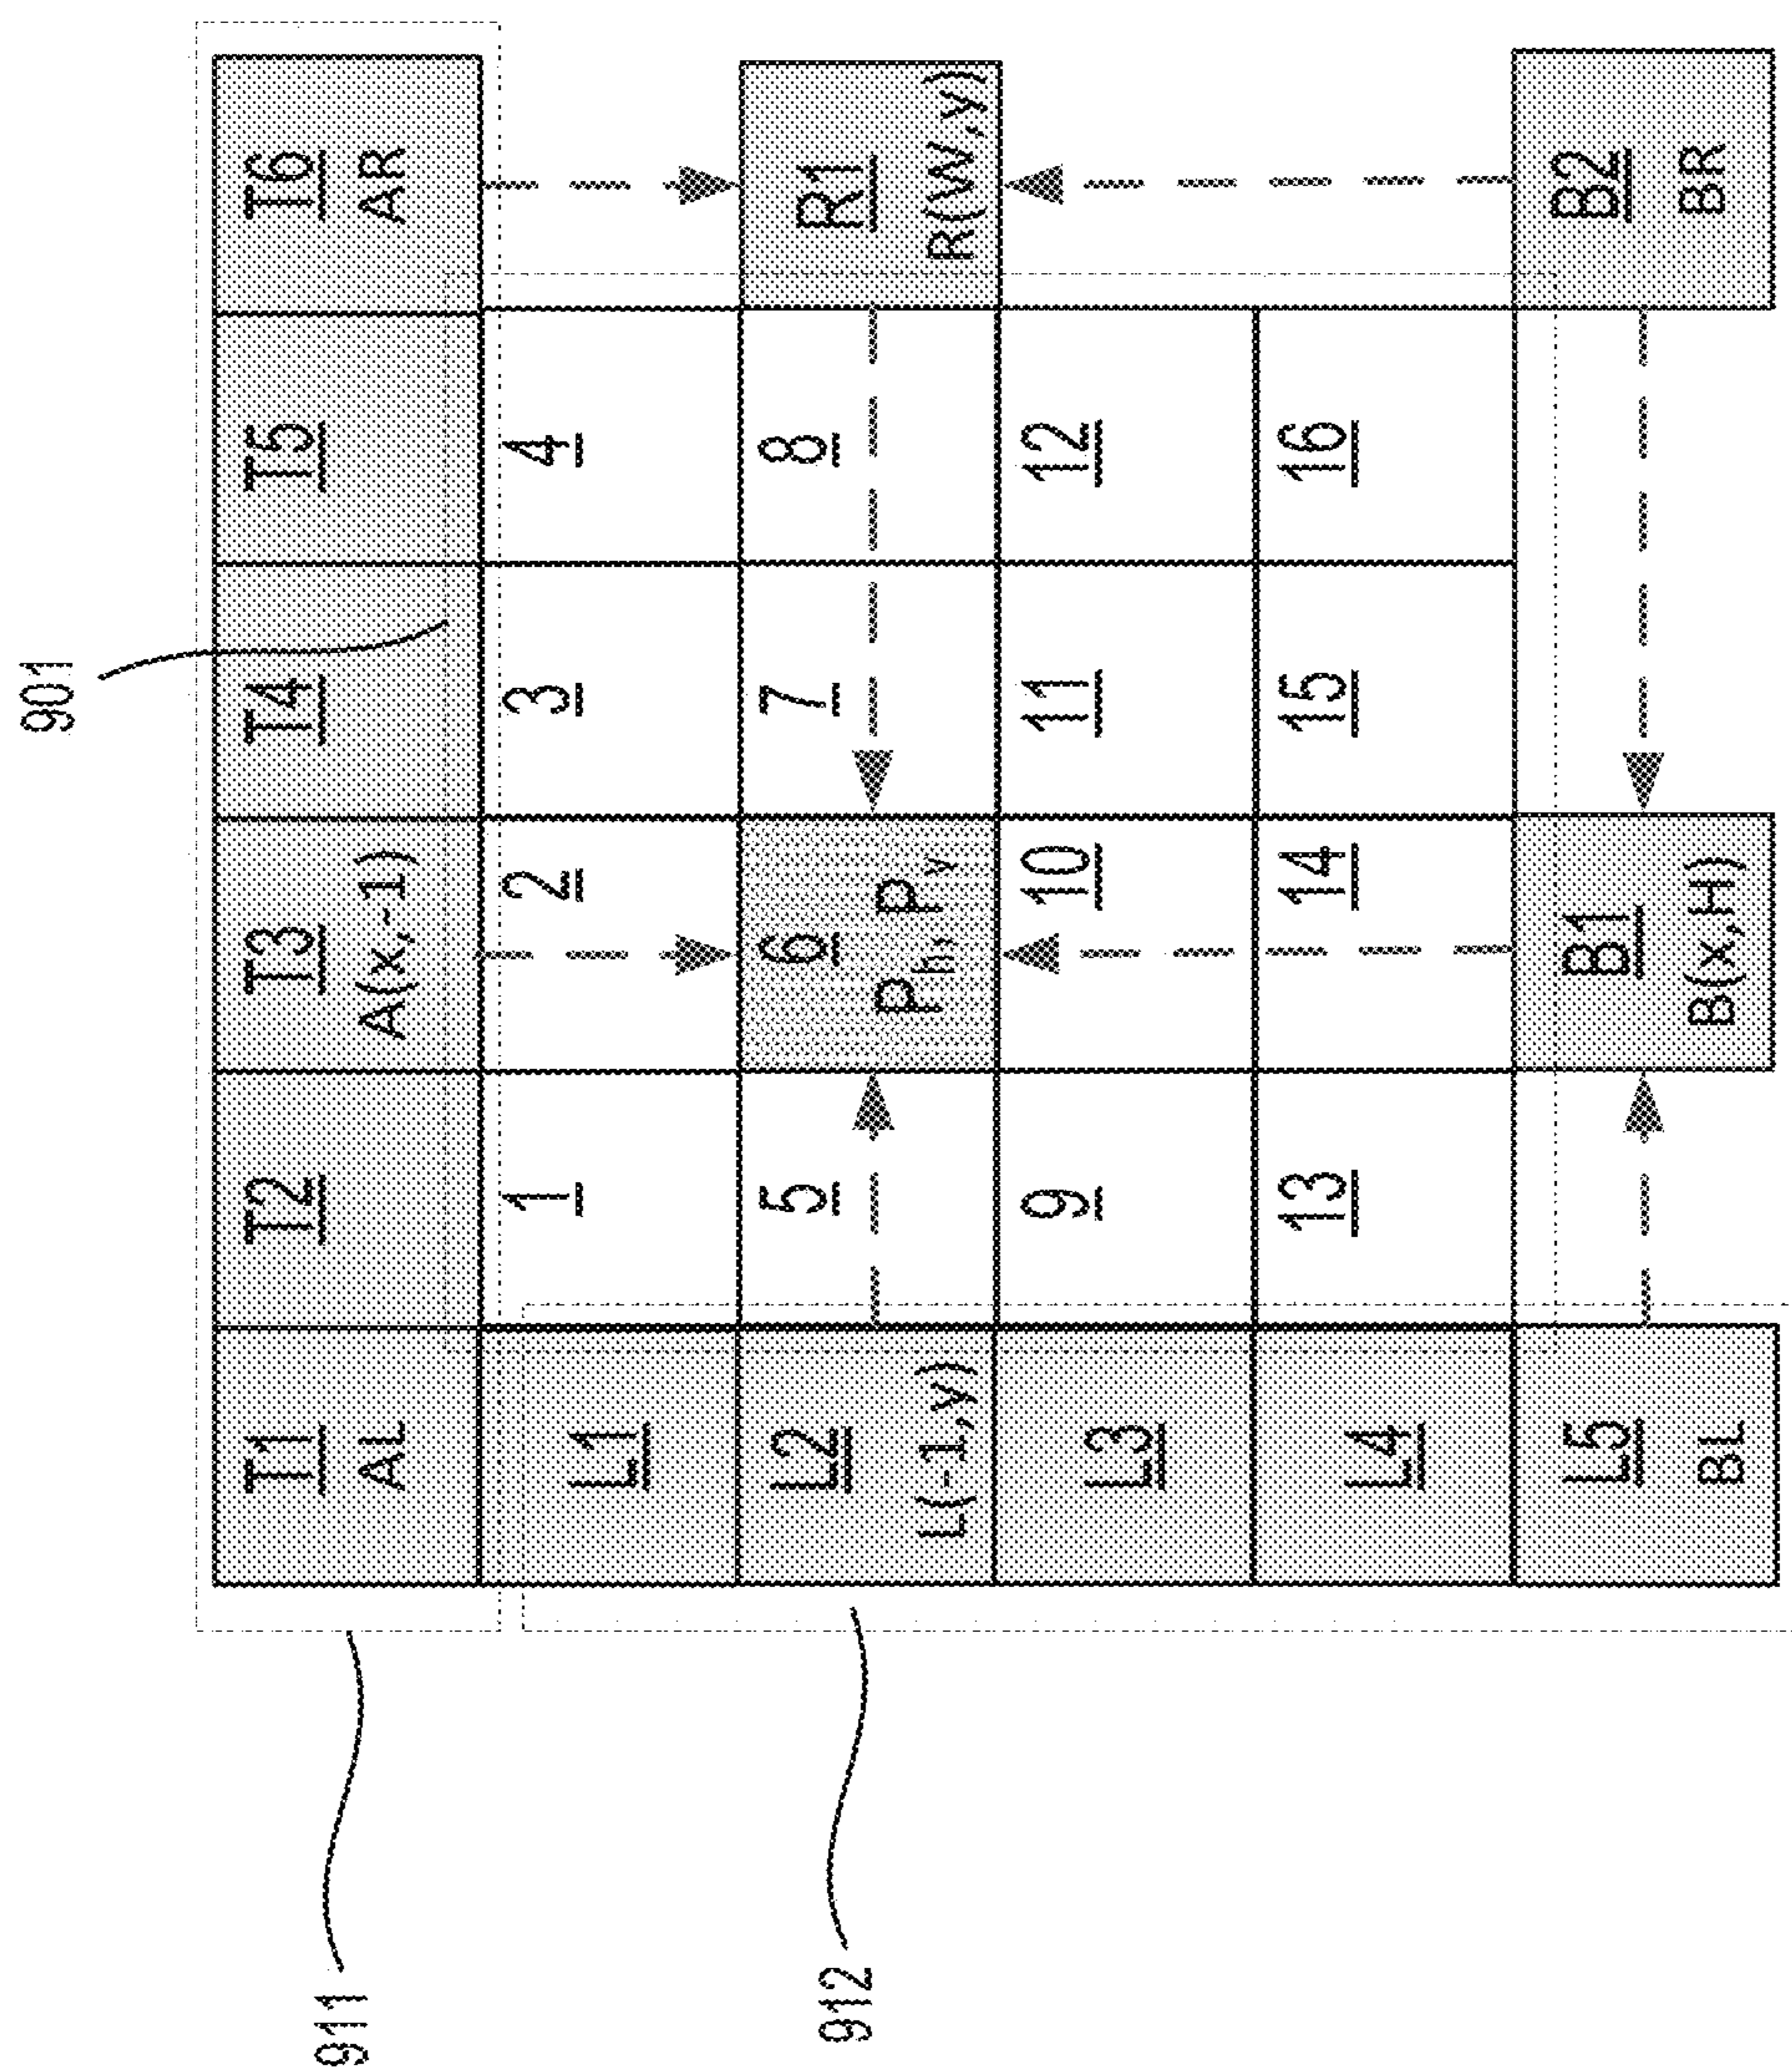 901
911
T1
AL
T2
T3
A(x,-1)
T4
T5
T6
AR
L1
1
2
3
4
912
L2
L(-1,y)
5
6
Pₕ, Pᵥ
7
8
R1
R(W,y)
L3
9
10
11
12
L4
13
14
15
16
L5
BL
B1
B(x,H)
B2
BR